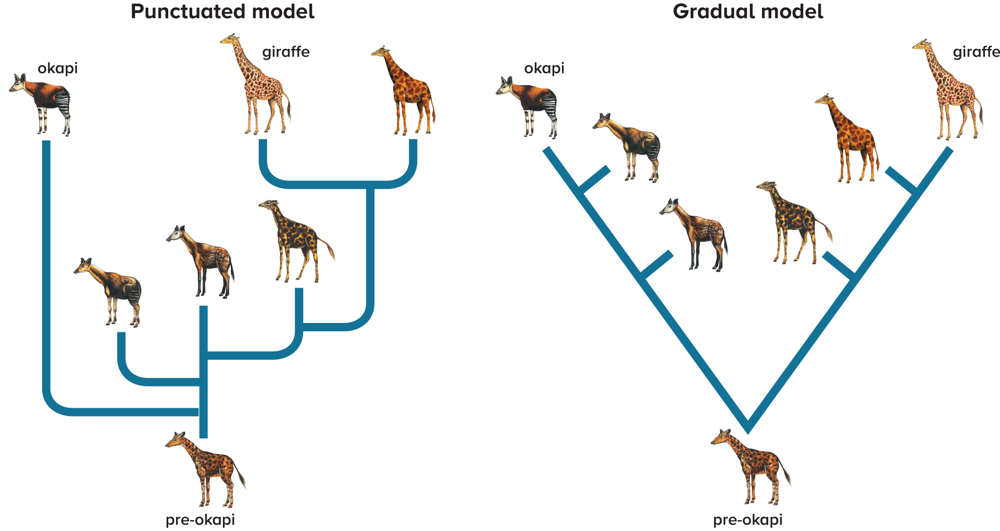 Punctuated model
okapi
giraffe
pre-okapi
Gradual model
okapi
giraffe
pre-okapi